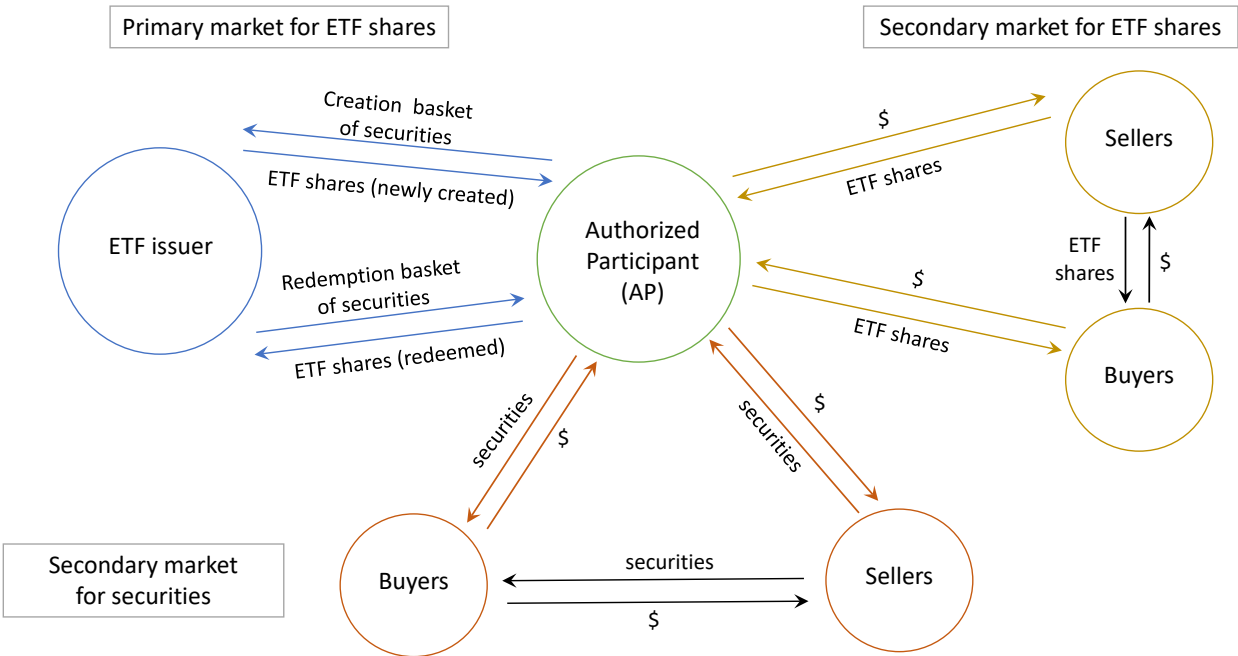 Primary market for ETF shares
Secondary market for ETF shares
Creation basket
of securities
ETF shares (newly created)
ETF issuer
Redemption basket
of securities
ETF shares (redeemed)
Authorized
Participant
(AP)
$
ETF shares
Sellers
ETF
shares
$
$
ETF shares
Buyers
securities
$
$
securities
Secondary market
for securities
Buyers
securities
$
Sellers